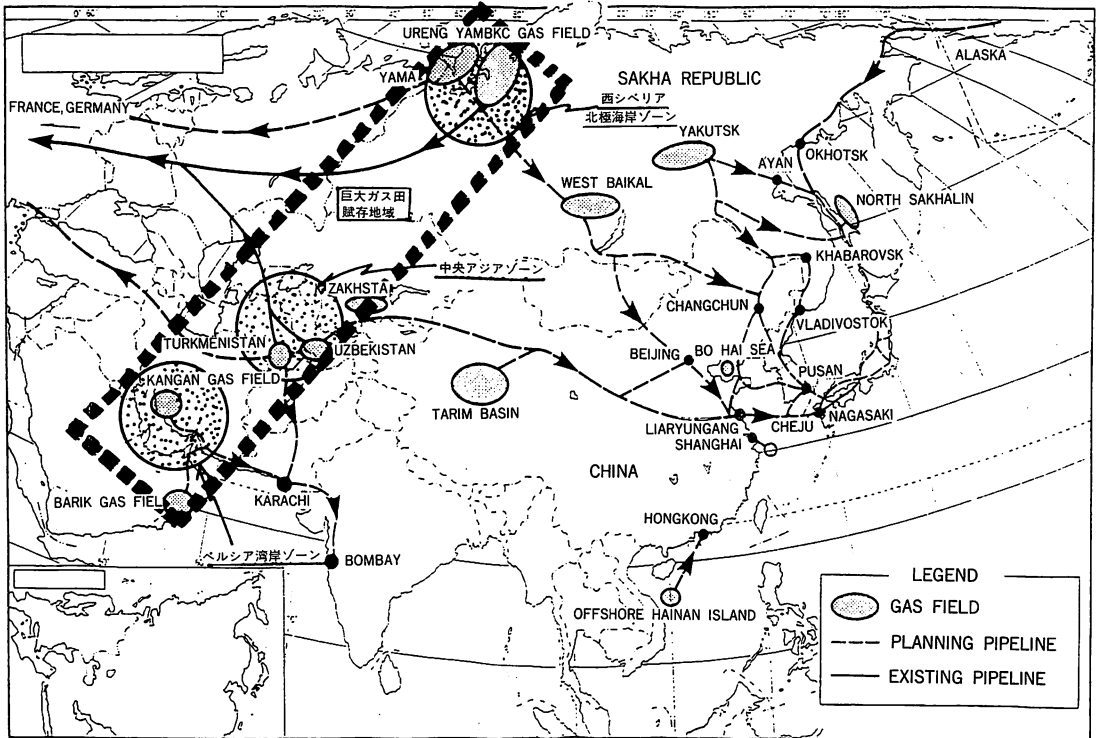 URENG YAMBKC GAS FIELD
ALASKA
YAMA
SAKHA REPUBLIC
FRANCE, GERMANY
西シベリア
北極海岸ゾーン
YAKUTSK
AYAN
OKHOTSK
WEST BAIKAL
NORTH SAKHALIN
巨大ガス田
賦存地域
KHABAROVSK
中央アジアゾーン
ZAKHSTA
CHANGCHUN
VLADIVOSTOK
TURKMENISTAN
UZBEKISTAN
BEIJING
BO HAI SEA
KANGAN GAS FIELD
PUSAN
TARIM BASIN
NAGASAKI
LIARYUNGANG
CHEJU
SHANGHAI
CHINA
BARIK GAS FIEL
KARACHI
HONGKONG
ペルシア湾岸ゾーン
BOMBAY
OFFSHORE HAINAN ISLAND
LEGEND
GAS FIELD
PLANNING PIPELINE
EXISTING PIPELINE